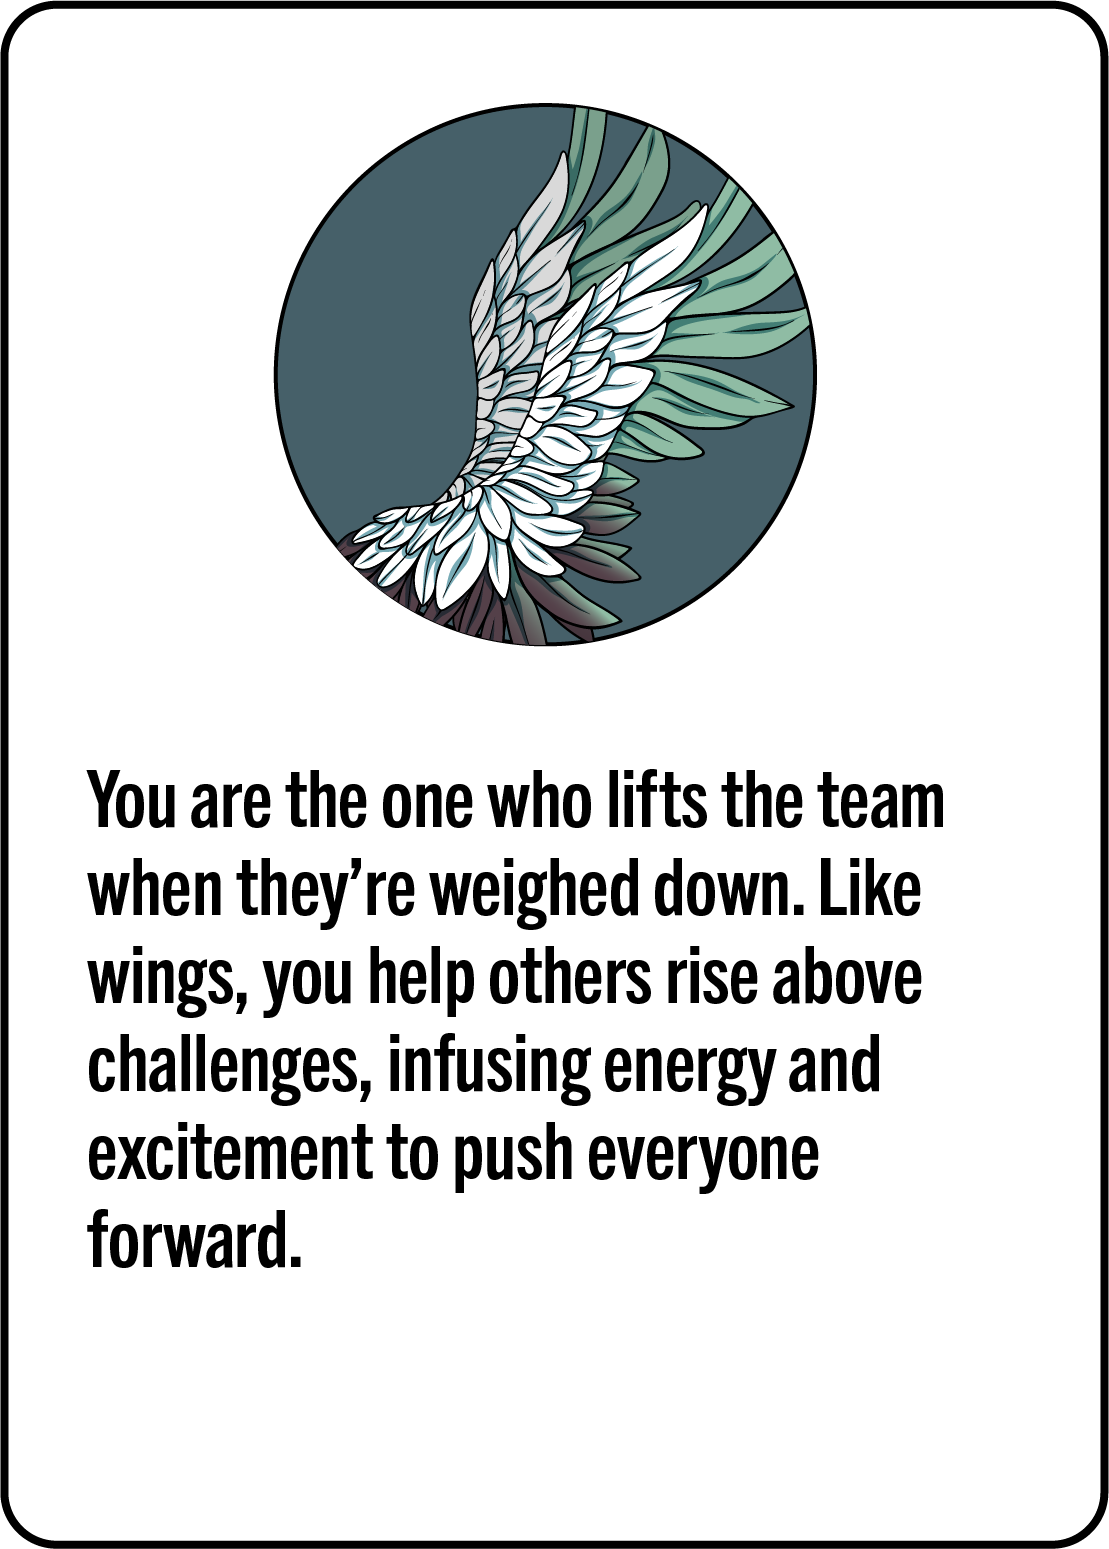 You are the one who lifts the team
when they’re weighed down. Like
wings, you help others rise above
challenges, infusing energy and
excitement to push everyone
forward.